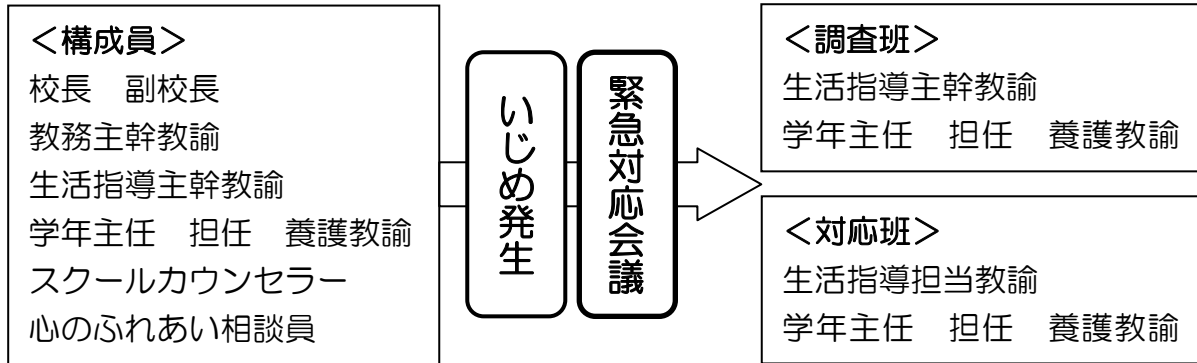 ＜構成員＞
校長　副校長
教務主幹教諭
生活指導主幹教諭
学年主任　担任　養護教諭
スクールカウンセラー
心のふれあい相談員
いじめ発生
緊急対応会議
＜調査班＞
生活指導主幹教諭
学年主任　担任　養護教諭
＜対応班＞
生活指導担当教諭
学年主任　担任　養護教諭